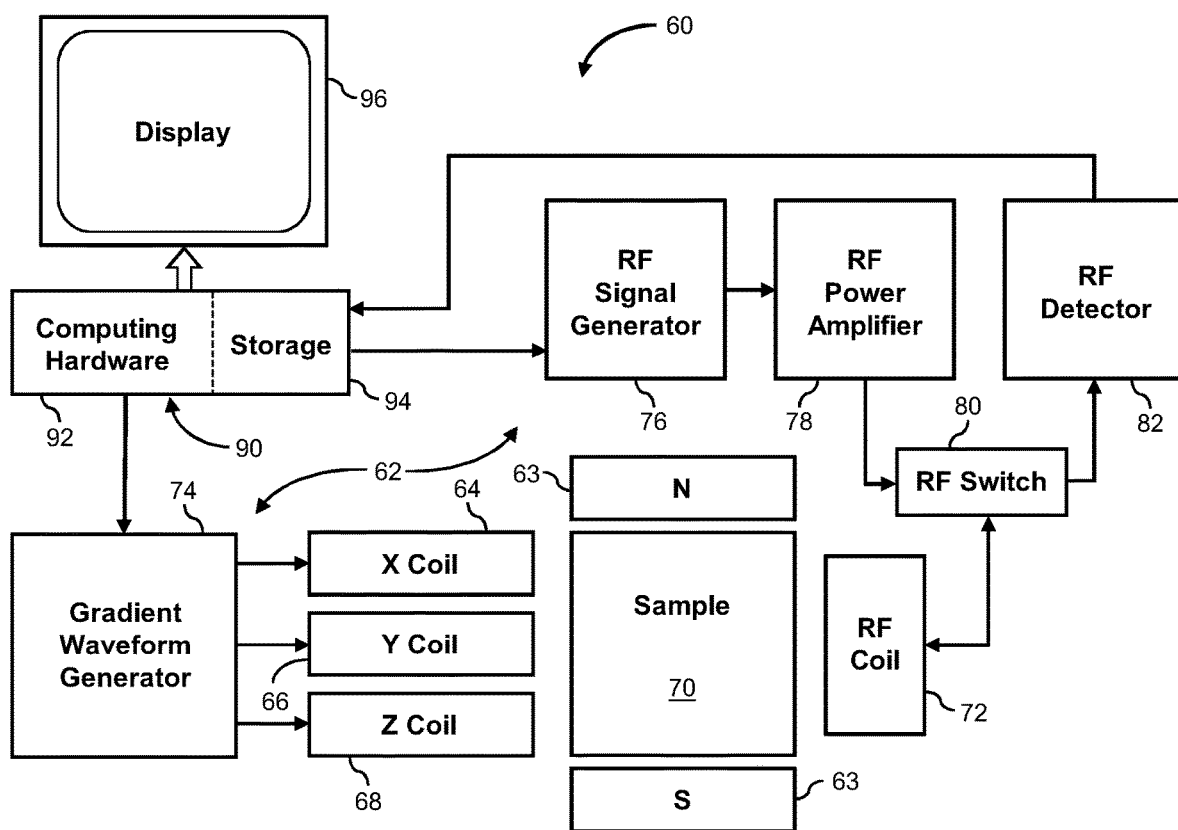 60
96
Display
RF
Signal
Generator
RF
Power
Amplifier
RF
Detector
Computing
Hardware
Storage
92
90
94
76
78
80
82
62
74
64
63
N
RF Switch
Gradient
Waveform
Generator
X Coil
Y Coil
66
Z Coil
68
Sample
70
RF
Coil
72
S
63